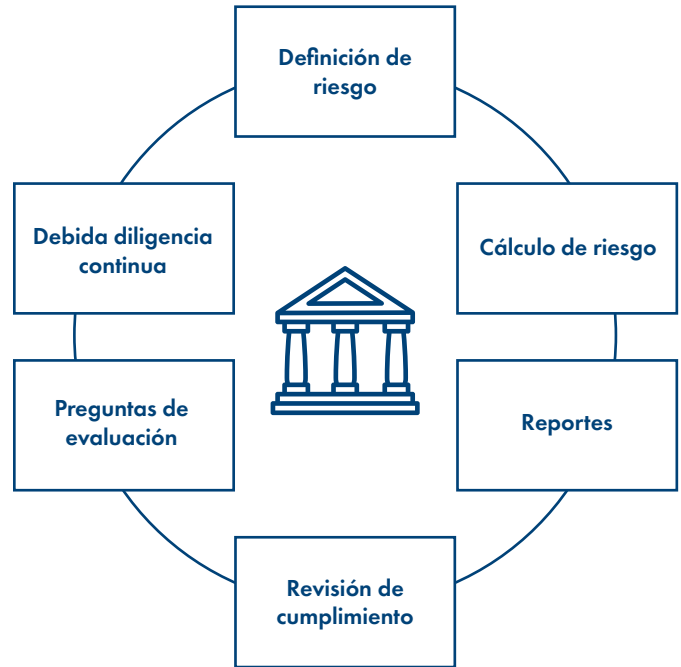 Definición de
riesgo
Cálculo de riesgo
Reportes
Revisión de
cumplimiento
Preguntas de
evaluación
Debida diligencia
continua